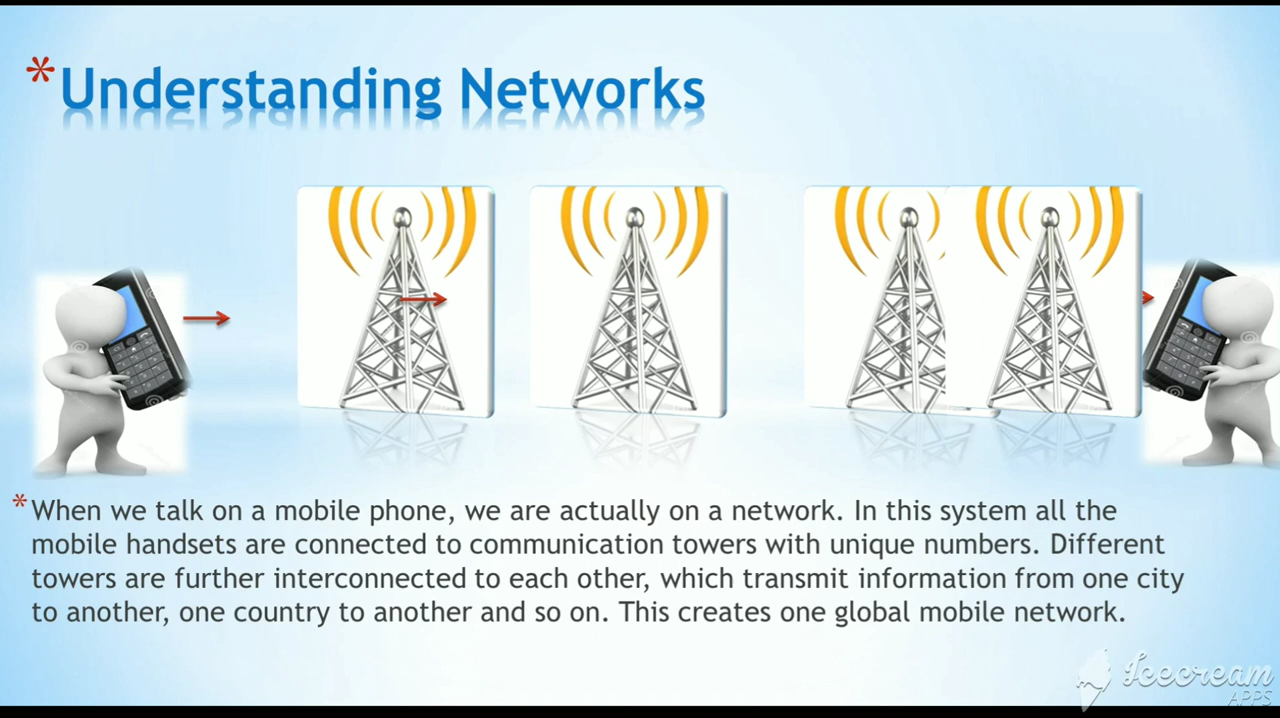 * Understanding Networks
* When we talk on a mobile phone, we are actually on a network. In this system all the
mobile handsets are connected to communication towers with unique numbers. Different
towers are further interconnected to each other, which transmit information from one city
to another, one country to another and so on. This creates one global mobile network.
Icecream
APPS